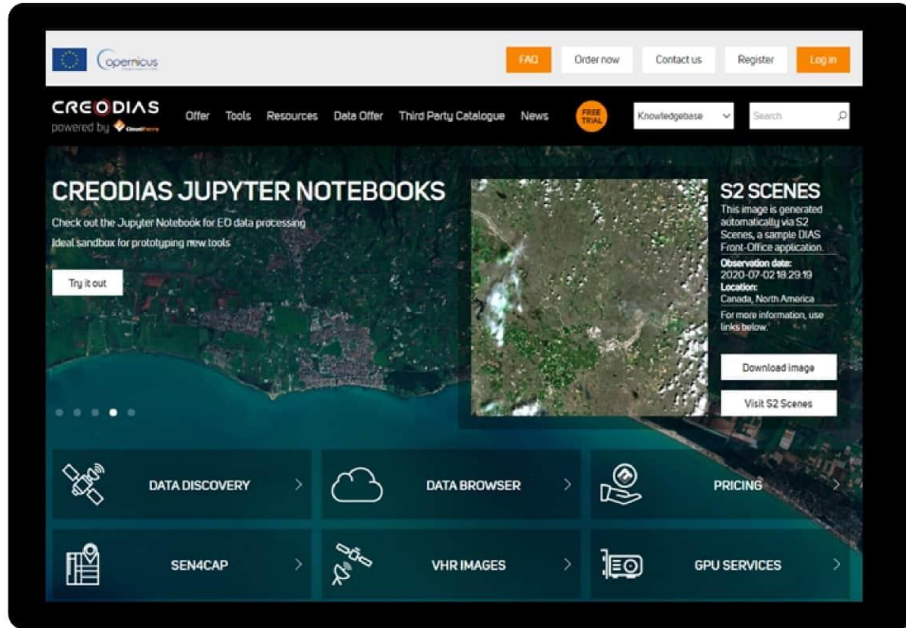 Copernicus
FAQ
Order now
Contact us
Register
Log in
CREODIAS
powered by CloudFerro
Offer
Tools
Resources
Data Offer
Third Party Catalogue
News
FREE
TRIAL
Knowledgebase
Search
CREODIAS JUPYTER NOTEBOOKS
Check out the Jupyter Notebook for EO data processing
Ideal sandbox for prototyping new tools
Try it out
S2 SCENES
This image is generated
automatically via S2
Scenes, a sample DIAS
Front-Office application.
Observation date:
2020-07-02 18:29:19
Location:
Canada, North America
For more information, use
links below.
Download image
Visit S2 Scenes
DATA DISCOVERY
DATA BROWSER
PRICING
SEN4CAP
VHR IMAGES
GPU SERVICES